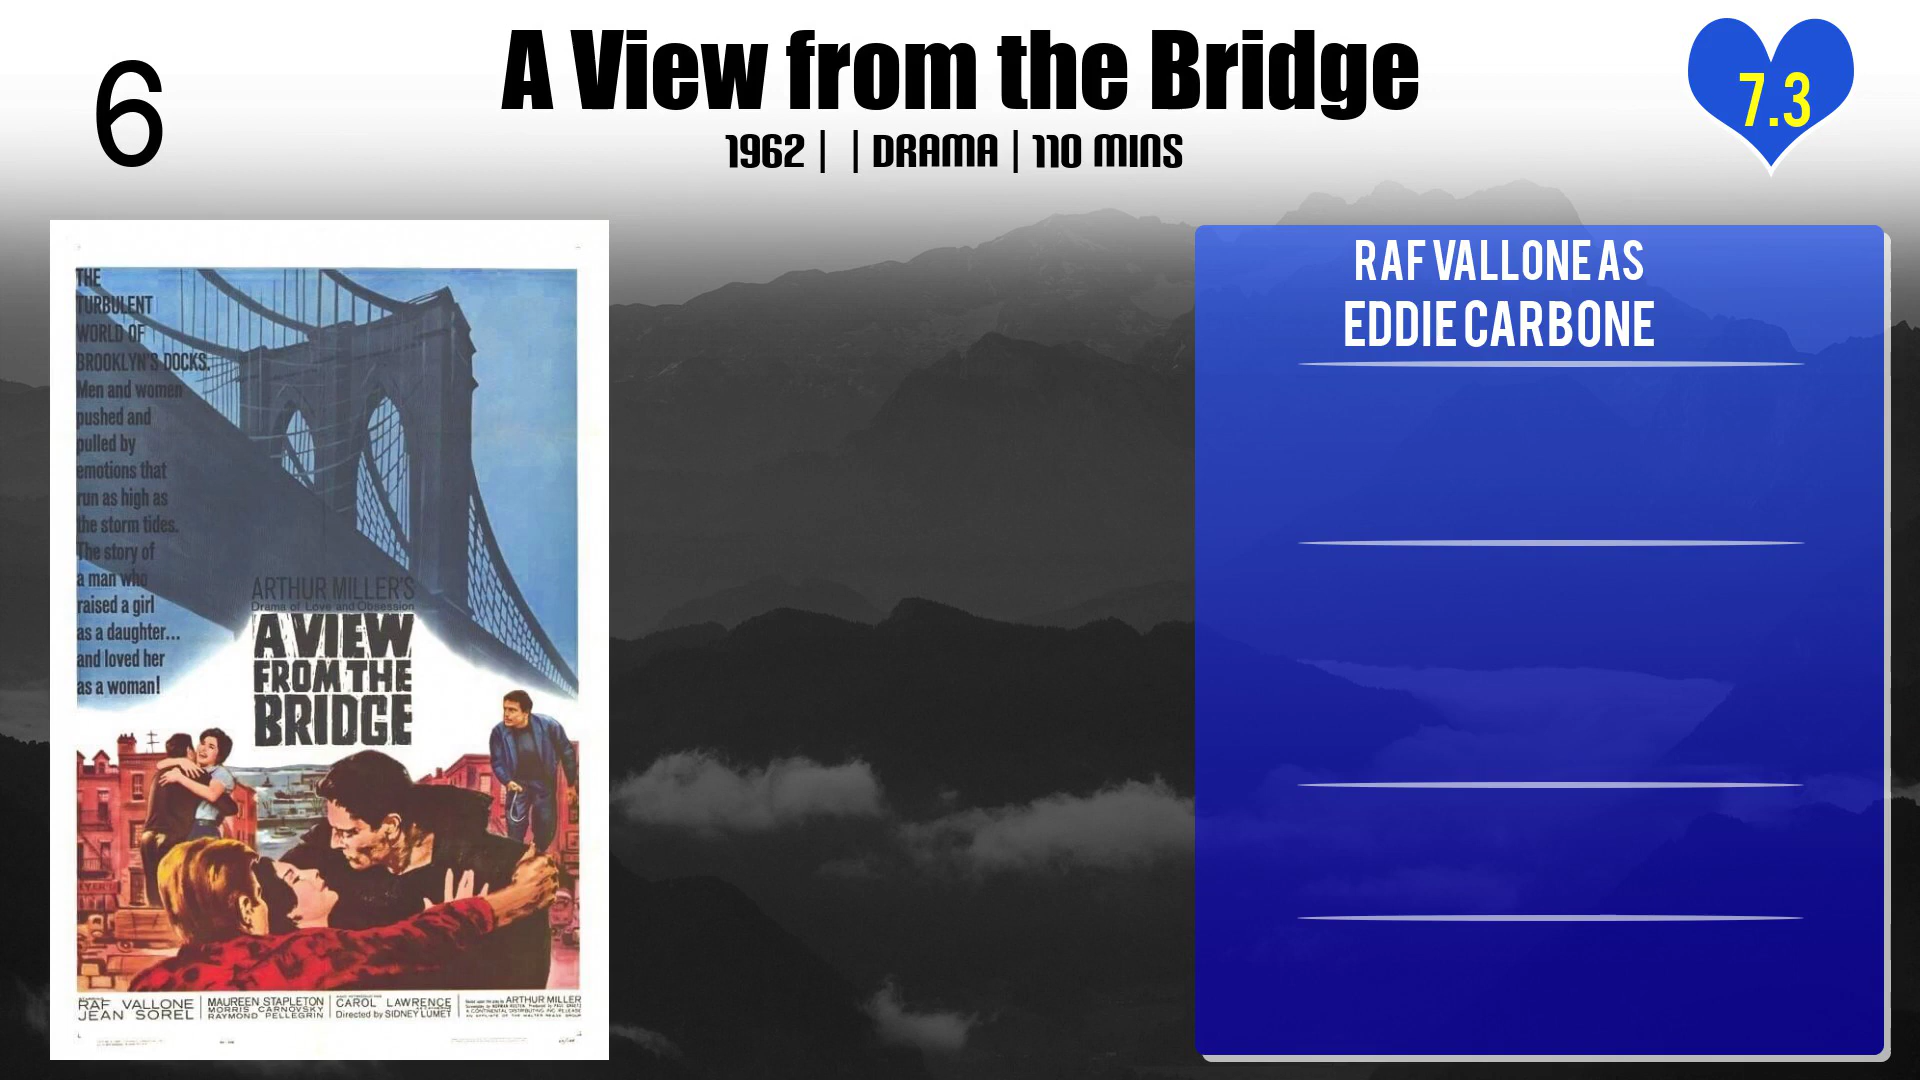 6
A View from the Bridge
1962 | | DRAMA | 110 MINS
7.3
RAF VALLONE AS
EDDIE CARBONE
THE
TURBULENT
WORLD OF
BROOKLYN'S DOCKS.
Men and women
pushed and
pulled by
emotions that
run as high as
the storm tides.
The story of
a man who
raised a girl
as a daughter...
and loved her
as a woman!
ARTHUR MILLER'S
Drama of Love and Obsession
A VIEW
FROM THE
BRIDGE
RAF VALLONE
JEAN SOREL
MAUREEN STAPLETON
MORRIS CARNOVSKY
RAYMOND PELLEGRIN
CAROL LAWRENCE
Directed by SIDNEY LUMET
ARTHUR MILLER
A CONTINENTAL DISTRIBUTING INC. RELEASE